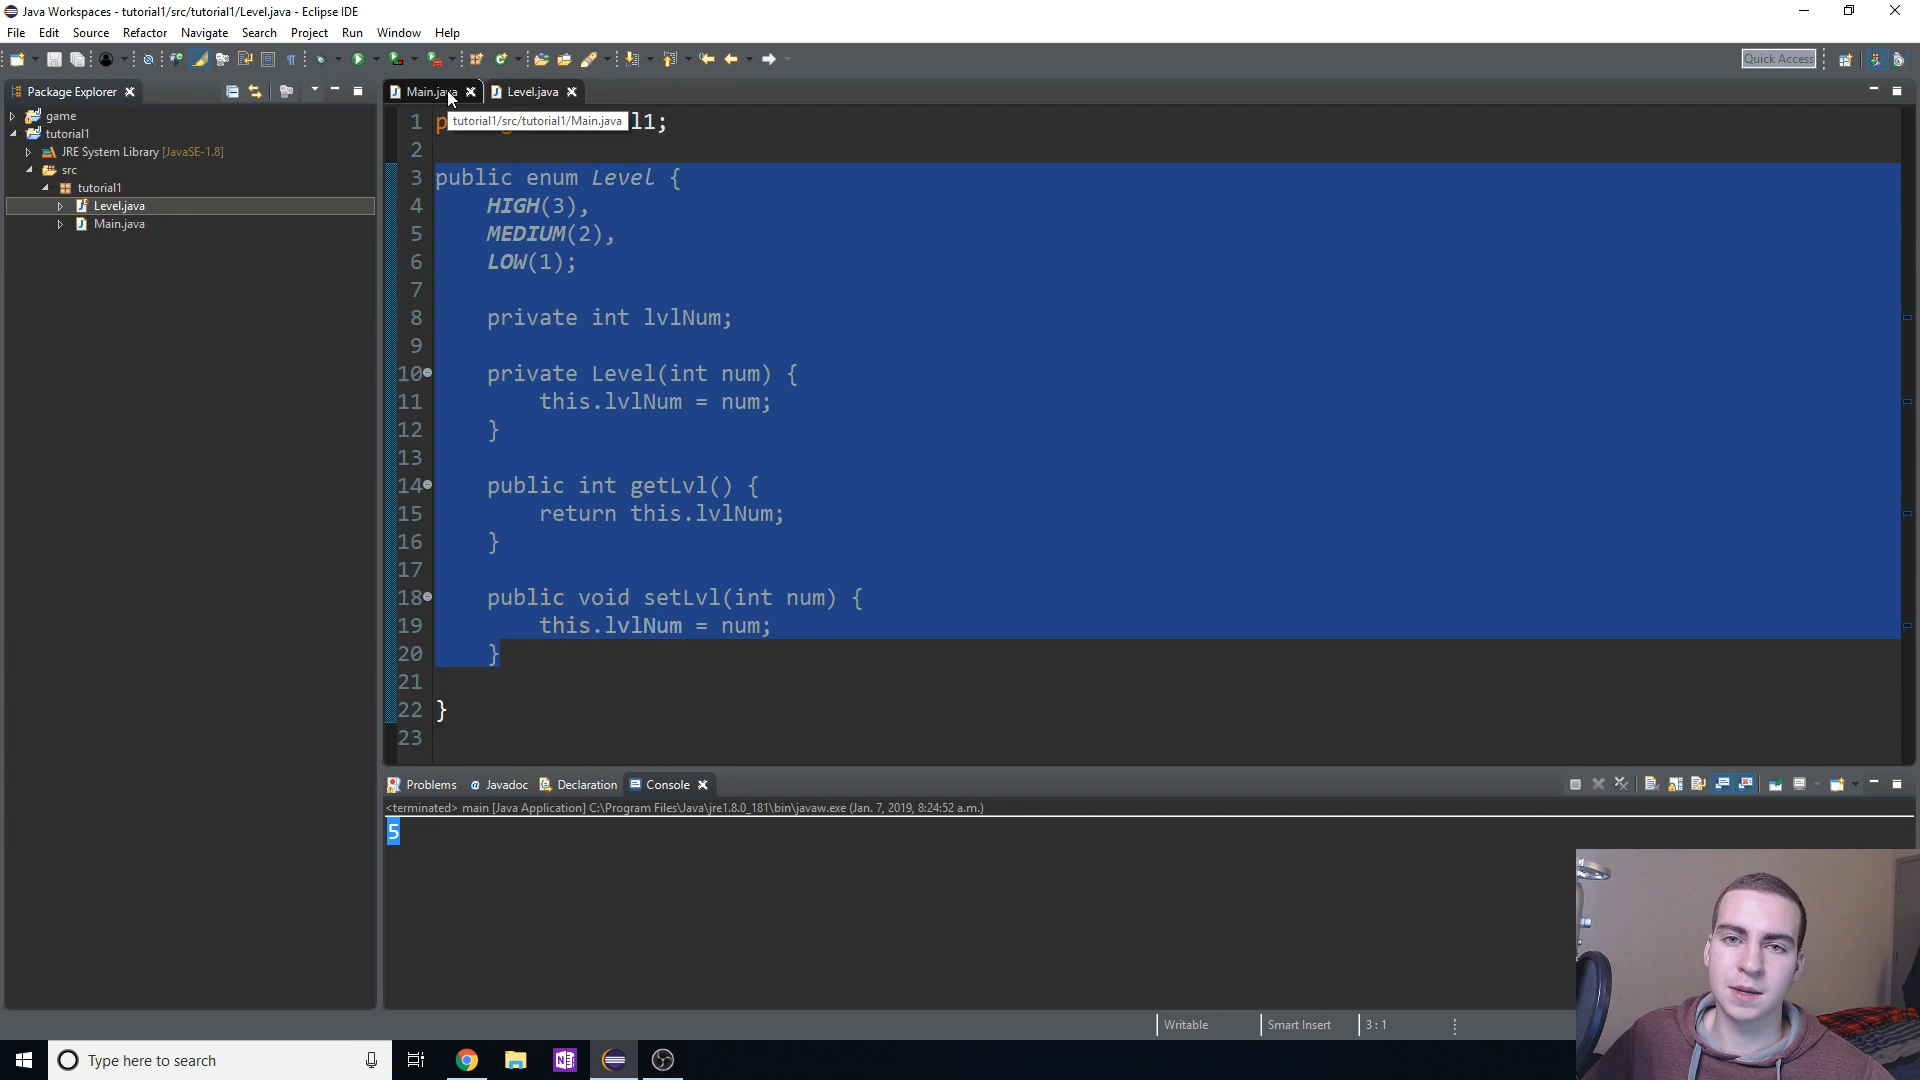 Java Workspaces - tutorial1/src/tutorial1/Level.java - Eclipse IDE
File Edit Source Refactor Navigate Search Project Run Window Help
Quick Access
Package Explorer
Main.java Level.java
game
tutorial1
JRE System Library [JavaSE-1.8]
src
tutorial1
Level.java
Main.java
tutorial1/src/tutorial1/Main.java
1 p l1;
2
3 public enum Level {
4 HIGH(3),
5 MEDIUM(2),
6 LOW(1);
7
8 private int lvlNum;
9
10 private Level(int num) {
11 this.lvlNum = num;
12 }
13
14 public int getLvl() {
15 return this.lvlNum;
16 }
17
18 public void setLvl(int num) {
19 this.lvlNum = num;
20 }
21
22 }
23
Problems Javadoc Declaration Console
<terminated> main [Java Application] C:\Program Files\Java\jre1.8.0_181\bin\javaw.exe (Jan. 7, 2019, 8:24:52 a.m.)
5
Writable Smart Insert 3 : 1
Type here to search